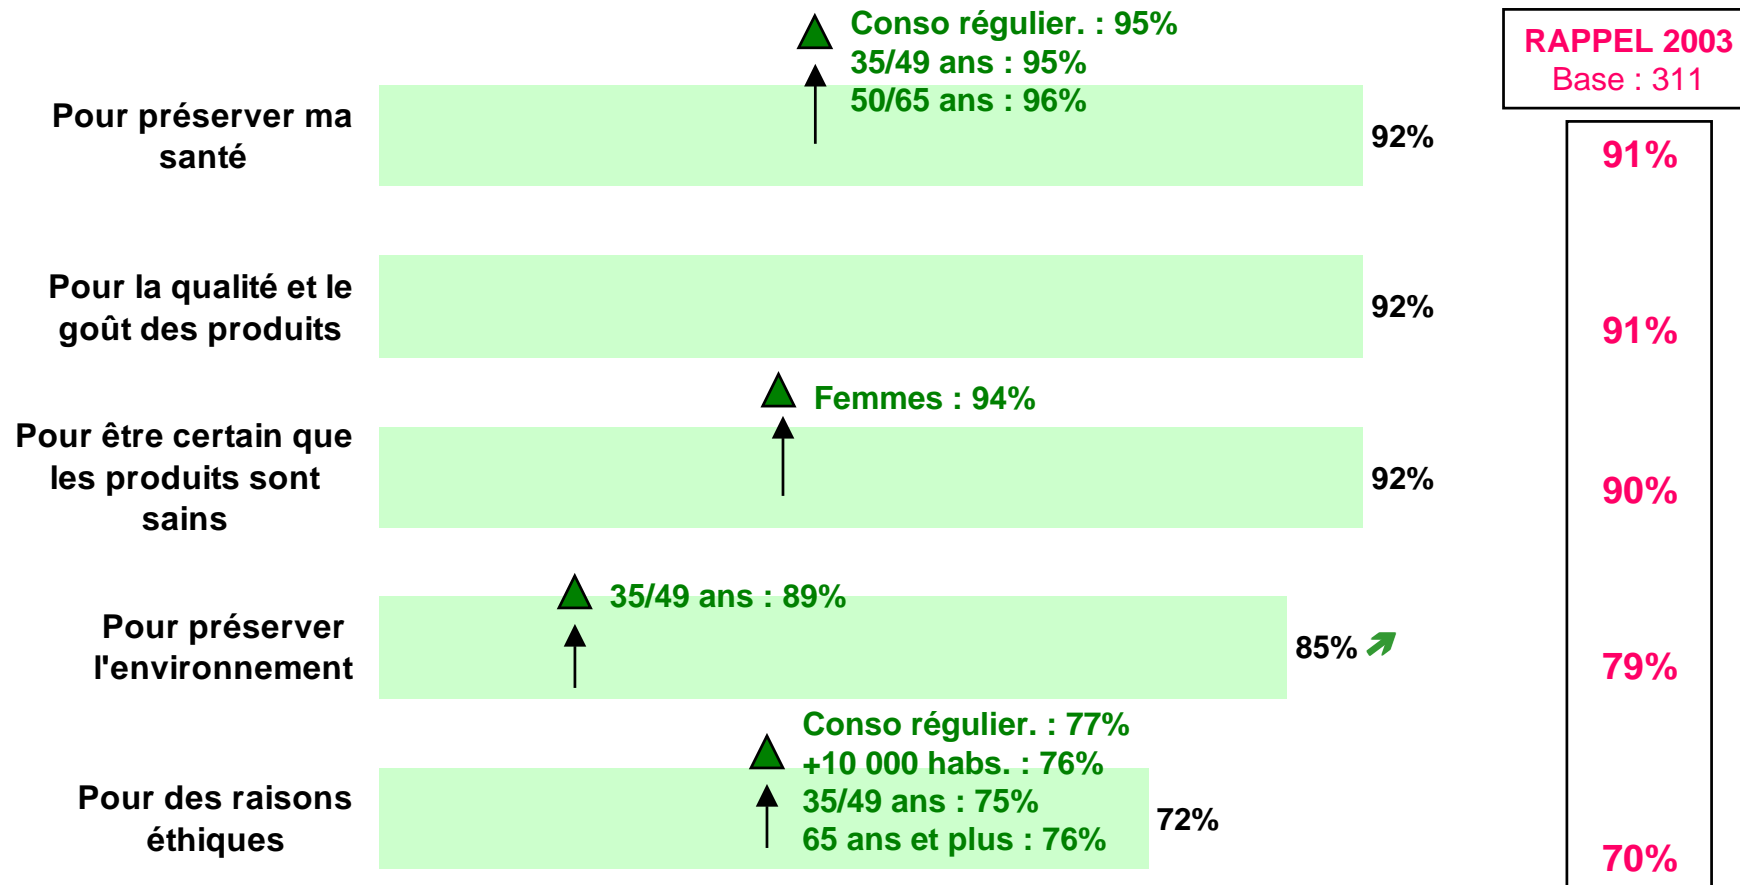 Conso régulier. : 95%
35/49 ans : 95%
50/65 ans : 96%
RAPPEL 2003
Base : 311
Pour préserver ma
santé
92%
91%
Pour la qualité et le
goût des produits
92%
91%
Femmes : 94%
Pour être certain que
les produits sont
sains
92%
90%
35/49 ans : 89%
Pour préserver
l'environnement
85%
79%
Conso régulier. : 77%
+10 000 habs. : 76%
35/49 ans : 75%
65 ans et plus : 76%
Pour des raisons
éthiques
72%
70%